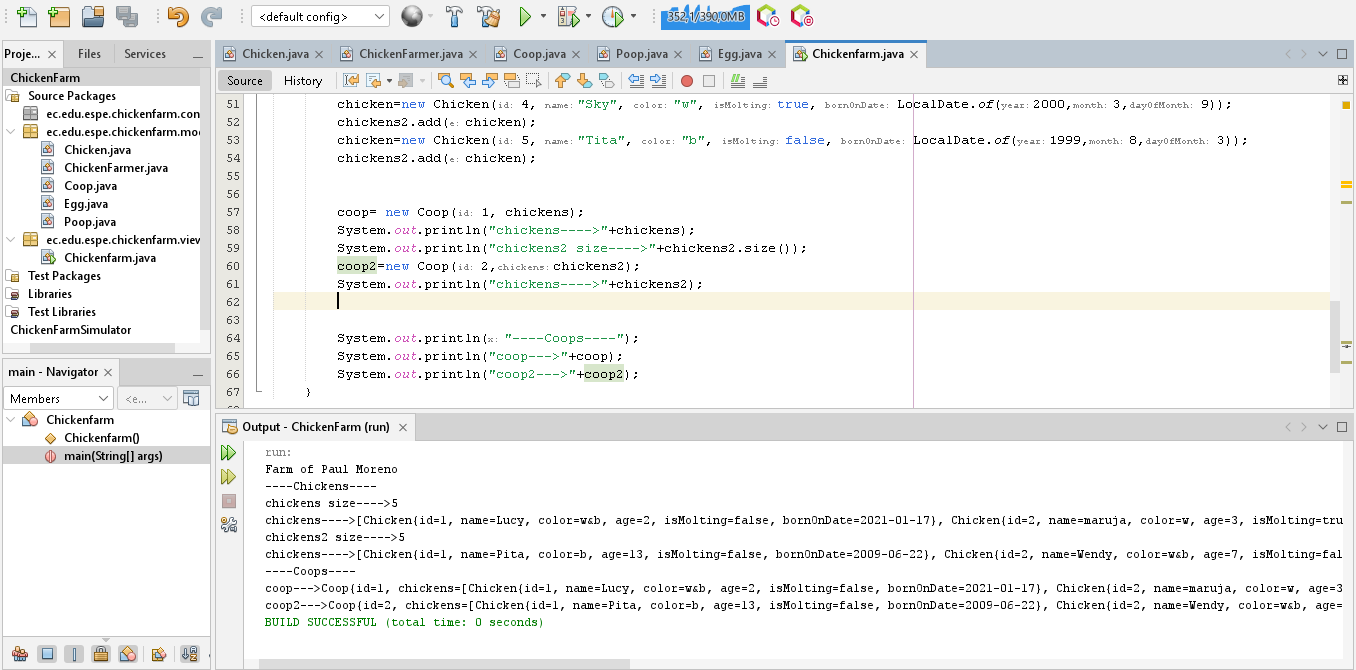 <default config>
352,1/390,0MB
Proje...
Files
Services
ChickenFarm
Source Packages
ec.edu.espe.chickenfarm.con
ec.edu.espe.chickenfarm.mo
Chicken.java
ChickenFarmer.java
Coop.java
Egg.java
Poop.java
ec.edu.espe.chickenfarm.view
Chickenfarm.java
Test Packages
Libraries
Test Libraries
ChickenFarmSimulator
main - Navigator
Members
<e...
Chickenfarm
Chickenfarm()
main(String[] args)
Chicken.java
ChickenFarmer.java
Coop.java
Poop.java
Egg.java
Chickenfarm.java
Source
History
51 chicken=new Chicken(id: 4, name: "Sky", color: "w", isMolting: true, bornOnDate: LocalDate.of(year: 2000,month: 3,dayOfMonth: 9));
52 chickens2.add(e: chicken);
53 chicken=new Chicken(id: 5, name: "Tita", color: "b", isMolting: false, bornOnDate: LocalDate.of(year: 1999,month: 8,dayOfMonth: 3));
54 chickens2.add(e: chicken);
55
56
57 coop= new Coop(id: 1, chickens);
58 System.out.println("chickens---->"+chickens);
59 System.out.println("chickens2 size---->"+chickens2.size());
60 coop2=new Coop(id: 2,chickens: chickens2);
61 System.out.println("chickens---->"+chickens2);
62
63
64 System.out.println(x: "----Coops----");
65 System.out.println("coop--->"+coop);
66 System.out.println("coop2--->"+coop2);
67 }
Output - ChickenFarm (run)
run:
Farm of Paul Moreno
----Chickens----
chickens size---->5
chickens---->[Chicken{id=1, name=Lucy, color=w&b, age=2, isMolting=false, bornOnDate=2021-01-17}, Chicken{id=2, name=maruja, color=w, age=3, isMolting=tru
chickens2 size---->5
chickens---->[Chicken{id=1, name=Pita, color=b, age=13, isMolting=false, bornOnDate=2009-06-22}, Chicken{id=2, name=Wendy, color=w&b, age=7, isMolting=fal
----Coops----
coop--->Coop{id=1, chickens=[Chicken{id=1, name=Lucy, color=w&b, age=2, isMolting=false, bornOnDate=2021-01-17}, Chicken{id=2, name=maruja, color=w, age=3
coop2--->Coop{id=2, chickens=[Chicken{id=1, name=Pita, color=b, age=13, isMolting=false, bornOnDate=2009-06-22}, Chicken{id=2, name=Wendy, color=w&b, age=
BUILD SUCCESSFUL (total time: 0 seconds)